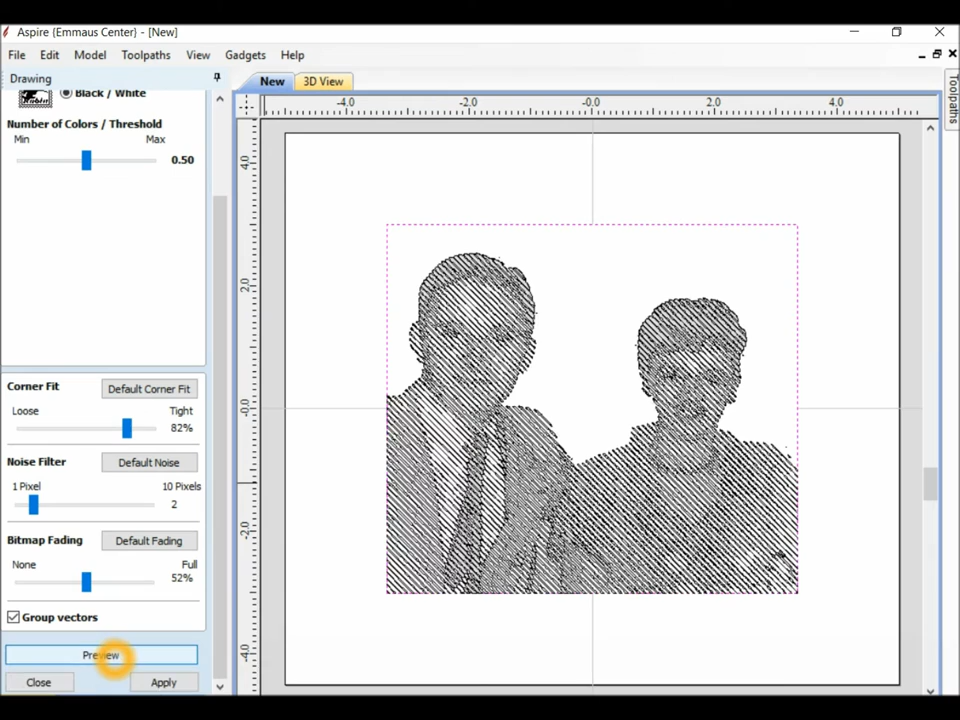 Aspire {Emmaus Center} - [New]
File Edit Model Toolpaths View Gadgets Help
Drawing
New 3D View
Toolpaths
-4.0 -2.0 -0.0 2.0 4.0
4.0
2.0
-0.0
-2.0
-4.0
Black / White
Number of Colors / Threshold
Min Max
0.50
Corner Fit Default Corner Fit
Loose Tight
82%
Noise Filter Default Noise
1 Pixel 10 Pixels
2
Bitmap Fading Default Fading
None Full
52%
Group vectors
Preview
Close Apply